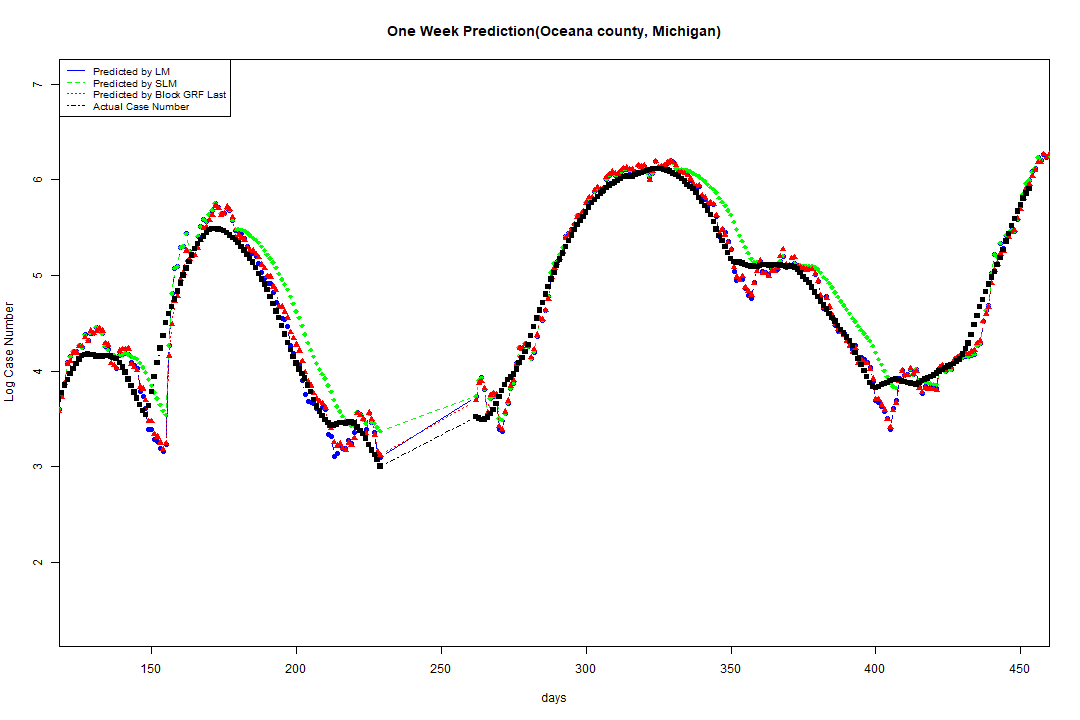 One Week Prediction(Oceana county, Michigan)
Predicted by LM
Predicted by SLM
Predicted by Block GRF Last
Actual Case Number
7
6
5
4
3
2
Log Case Number
150 200 250 300 350 400 450
days